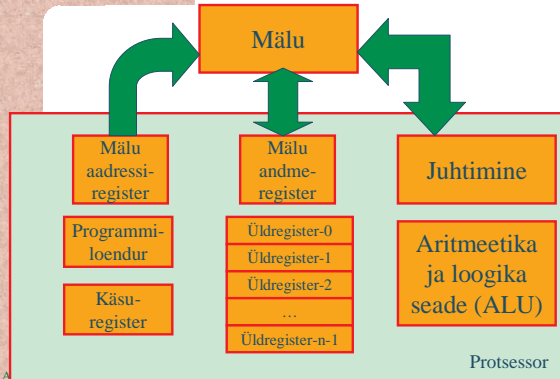 Mälu
Mälu
aadressi-
register
Mälu
andme-
register
Juhtimine
Programmi-
loendur
Käsu-
register
Üldregister-0
Üldregister-1
Üldregister-2
…
Üldregister-n-1
Aritmeetika
ja loogika
seade (ALU)
Protsessor
A